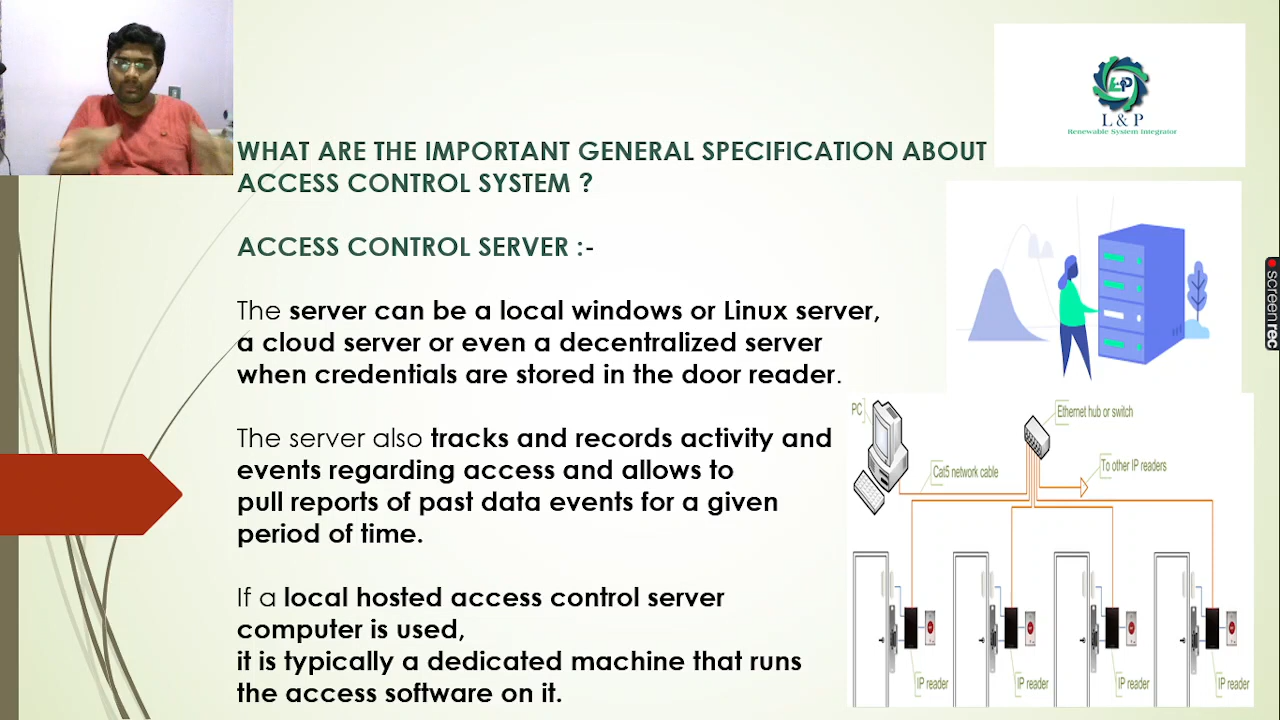 L&P
L & P
Renewable System Integrator
WHAT ARE THE IMPORTANT GENERAL SPECIFICATION ABOUT
ACCESS CONTROL SYSTEM ?
ACCESS CONTROL SERVER :-
The server can be a local windows or Linux server,
a cloud server or even a decentralized server
when credentials are stored in the door reader.
The server also tracks and records activity and
events regarding access and allows to
pull reports of past data events for a given
period of time.
If a local hosted access control server
computer is used,
it is typically a dedicated machine that runs
the access software on it.
PC
Ethernet hub or switch
Cat5 network cable
To other IP readers
IP reader
IP reader
IP reader
IP reader
screenrec